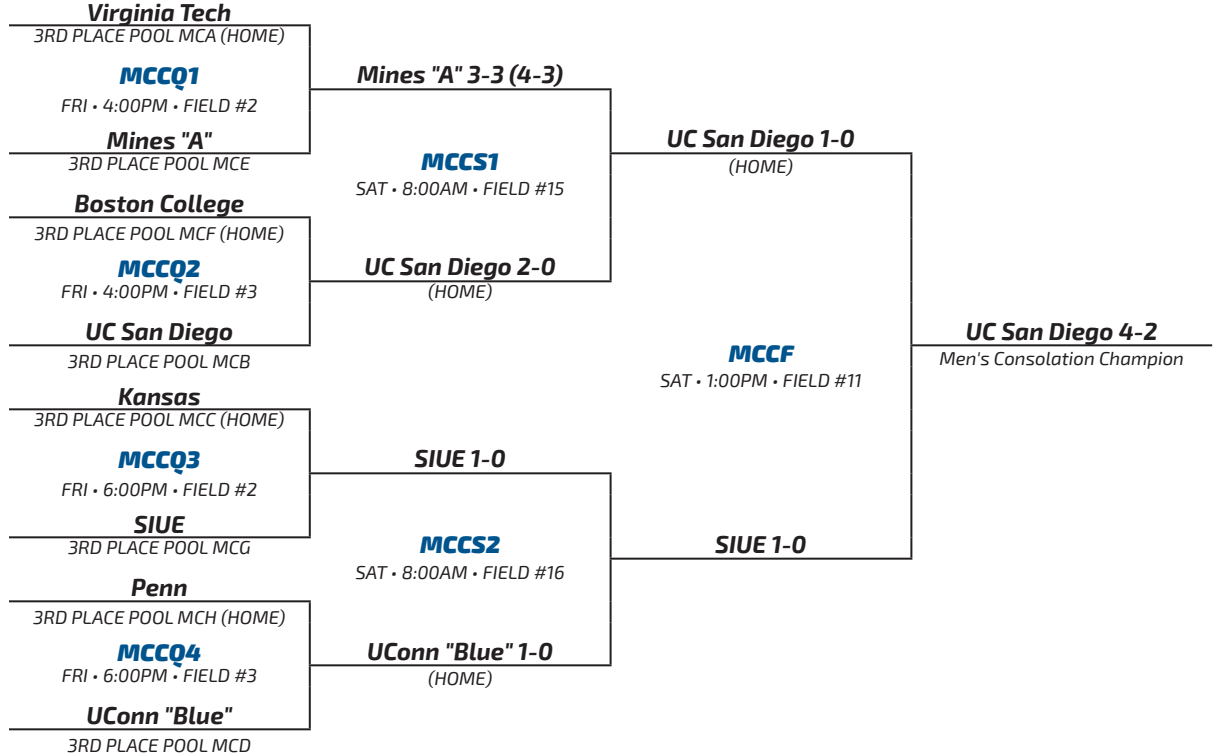 Virginia Tech
3RD PLACE POOL MCA (HOME)
MCCQ1
FRI • 4:00PM • FIELD #2
Mines "A"
3RD PLACE POOL MCE
Boston College
3RD PLACE POOL MCF (HOME)
MCCQ2
FRI • 4:00PM • FIELD #3
UC San Diego
3RD PLACE POOL MCB
Kansas
3RD PLACE POOL MCC (HOME)
MCCQ3
FRI • 6:00PM • FIELD #2
SIUE
3RD PLACE POOL MCG
Penn
3RD PLACE POOL MCH (HOME)
MCCQ4
FRI • 6:00PM • FIELD #3
UConn "Blue"
3RD PLACE POOL MCD
Mines "A" 3-3 (4-3)
MCCS1
SAT • 8:00AM • FIELD #15
UC San Diego 2-0
(HOME)
SIUE 1-0
MCCS2
SAT • 8:00AM • FIELD #16
UConn "Blue" 1-0
(HOME)
UC San Diego 1-0
(HOME)
MCCF
SAT • 1:00PM • FIELD #11
SIUE 1-0
UC San Diego 4-2
Men's Consolation Champion